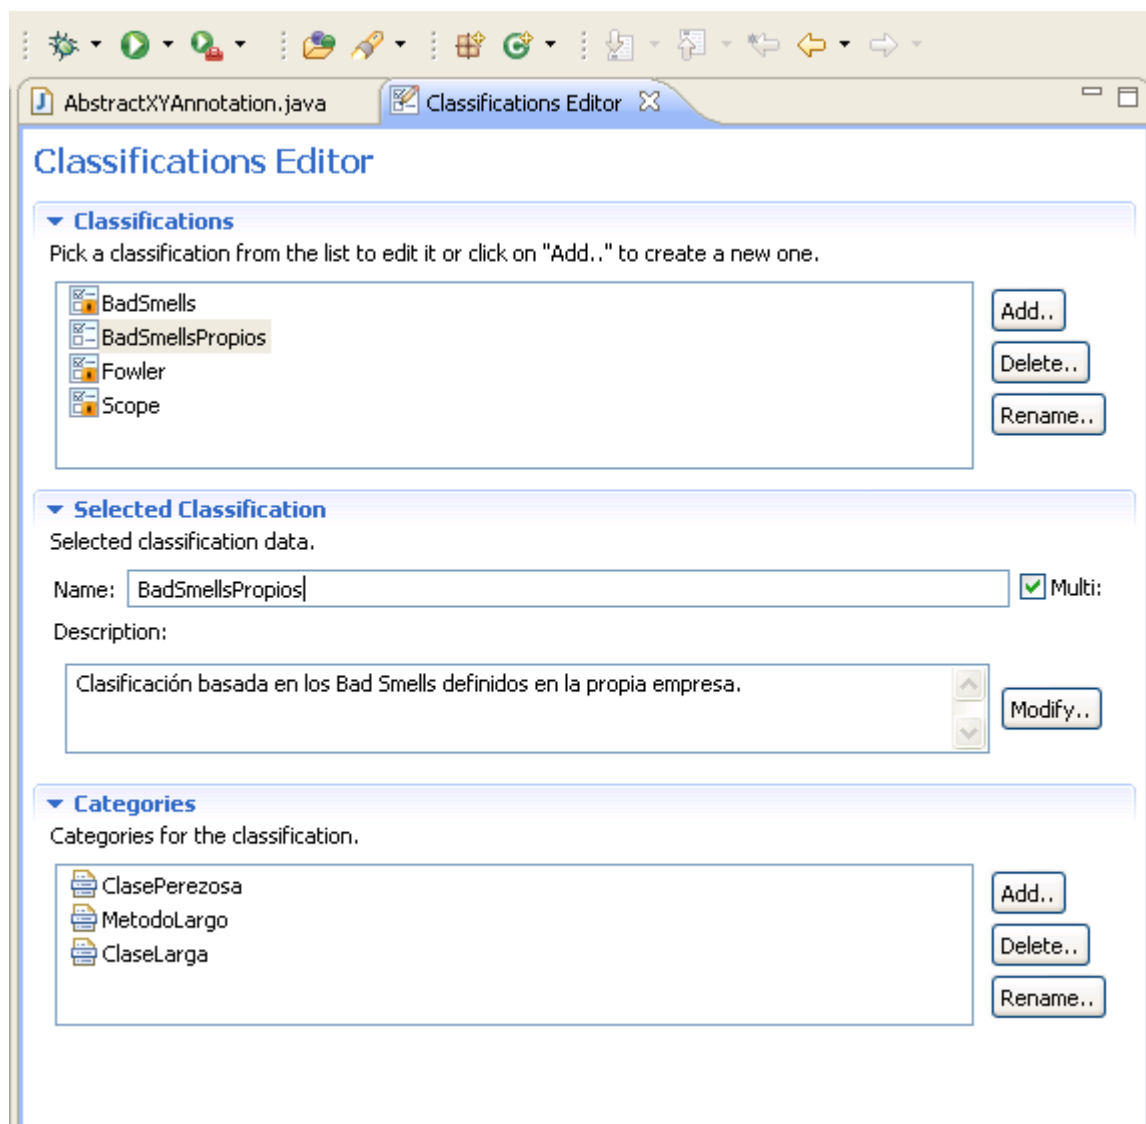 AbstractXYAnnotation.java Classifications Editor
Classifications Editor
Classifications
Pick a classification from the list to edit it or click on "Add.." to create a new one.
BadSmells
BadSmellsPropios
Fowler
Scope
Add..
Delete..
Rename..
Selected Classification
Selected classification data.
Name: BadSmellsPropios Multi:
Description:
Clasificación basada en los Bad Smells definidos en la propia empresa.
Modify..
Categories
Categories for the classification.
ClasePerezosa
MetodoLargo
ClaseLarga
Add..
Delete..
Rename..